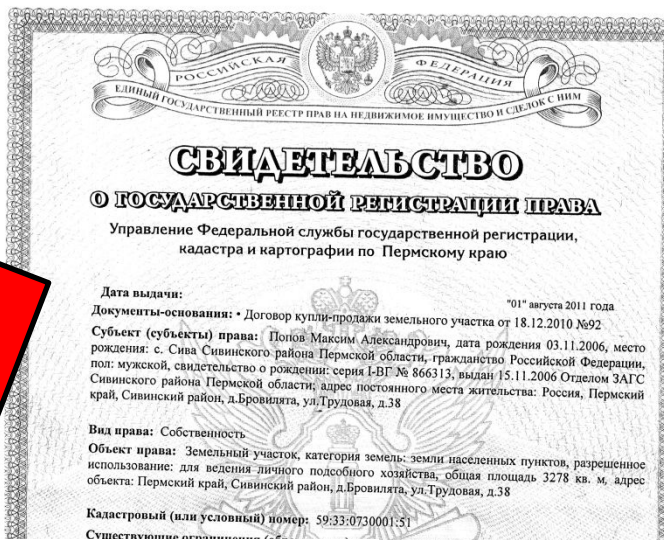 РОССИЙСКАЯ ФЕДЕРАЦИЯ
ЕДИНЫЙ ГОСУДАРСТВЕННЫЙ РЕЕСТР ПРАВ НА НЕДВИЖИМОЕ ИМУЩЕСТВО И СДЕЛОК С НИМ
СВИДЕТЕЛЬСТВО
О ГОСУДАРСТВЕННОЙ РЕГИСТРАЦИИ ПРАВА
Управление Федеральной службы государственной регистрации,
кадастра и картографии по Пермскому краю
Дата выдачи: "01" августа 2011 года
Документы-основания: • Договор купли-продажи земельного участка от 18.12.2010 №92
Субъект (субъекты) права: Попов Максим Александрович, дата рождения 03.11.2006, место
рождения: с. Сива Сивинского района Пермской области, гражданство Российской Федерации,
пол: мужской, свидетельство о рождении: серия I-ВГ № 866313, выдан 15.11.2006 Отделом ЗАГС
Сивинского района Пермской области; адрес постоянного места жительства: Россия, Пермский
край, Сивинский район, д.Бровилята, ул.Трудовая, д.38
Вид права: Собственность
Объект права: Земельный участок, категория земель: земли населенных пунктов, разрешенное
использование: для ведения личного подсобного хозяйства, общая площадь 3278 кв. м, адрес
объекта: Пермский край, Сивинский район, д.Бровилята, ул.Трудовая, д.38
Кадастровый (или условный) номер: 59:33:0730001:51
Существующие ограничения